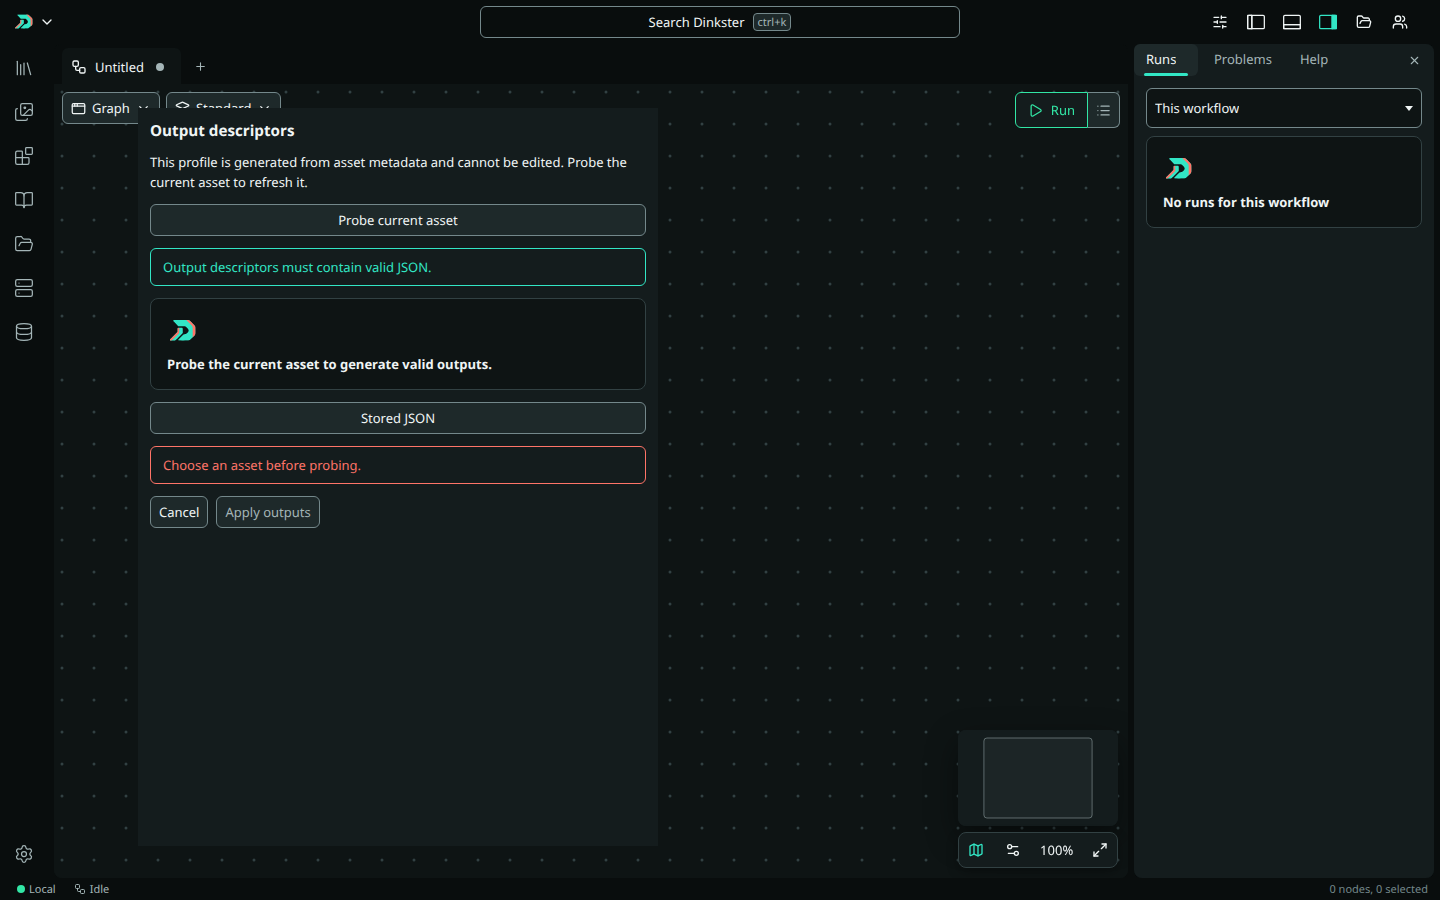 Search Dinkster ctrl+k
Untitled
Runs
Problems
Help
Graph
Standard
Run
This workflow
Output descriptors
This profile is generated from asset metadata and cannot be edited. Probe the
current asset to refresh it.
Probe current asset
Output descriptors must contain valid JSON.
Probe the current asset to generate valid outputs.
Stored JSON
Choose an asset before probing.
Cancel
Apply outputs
No runs for this workflow
100%
Local
Idle
0 nodes, 0 selected